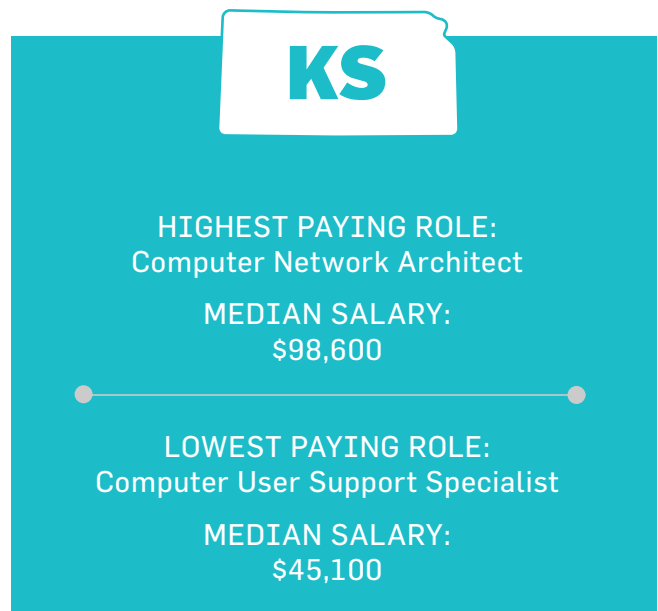 KS
HIGHEST PAYING ROLE:
Computer Network Architect
MEDIAN SALARY:
$98,600
LOWEST PAYING ROLE:
Computer User Support Specialist
MEDIAN SALARY:
$45,100